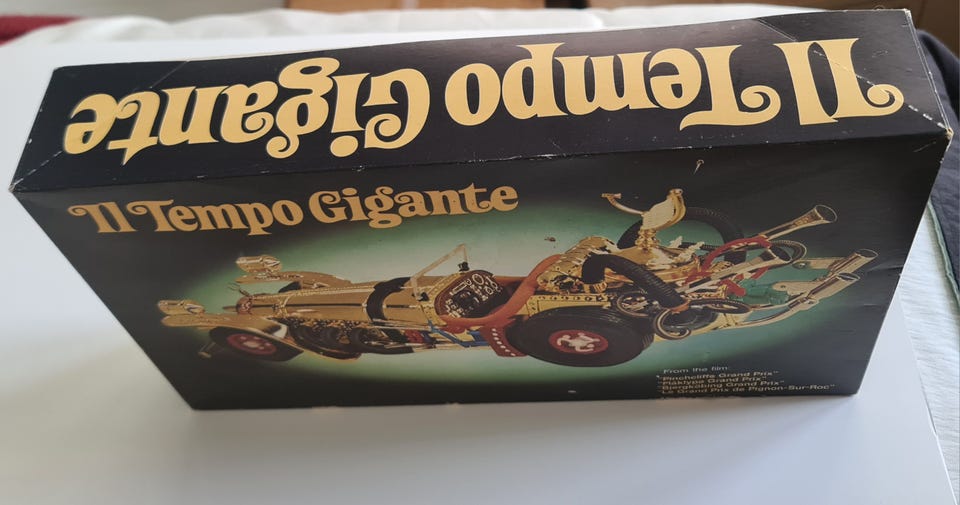 Il Tempo Gigante
Il Tempo Gigante
From the film:
"Pinchcliffe Grand Prix"
"Flåklypa Grand Prix"
"Bjergkøbing Grand Prix"
"Le Grand Prix de Pignon-Sur-Roc"